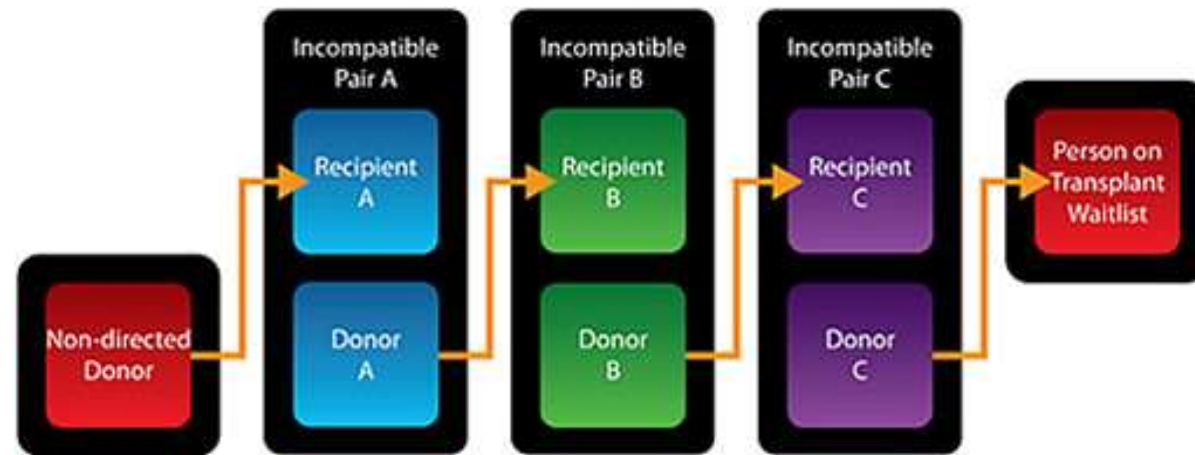 Incompatible
Pair A
Recipient
A
Donor
A
Incompatible
Pair B
Recipient
B
Donor
B
Incompatible
Pair C
Recipient
C
Donor
C
Person on
Transplant
Waitlist
Non-directed
Donor